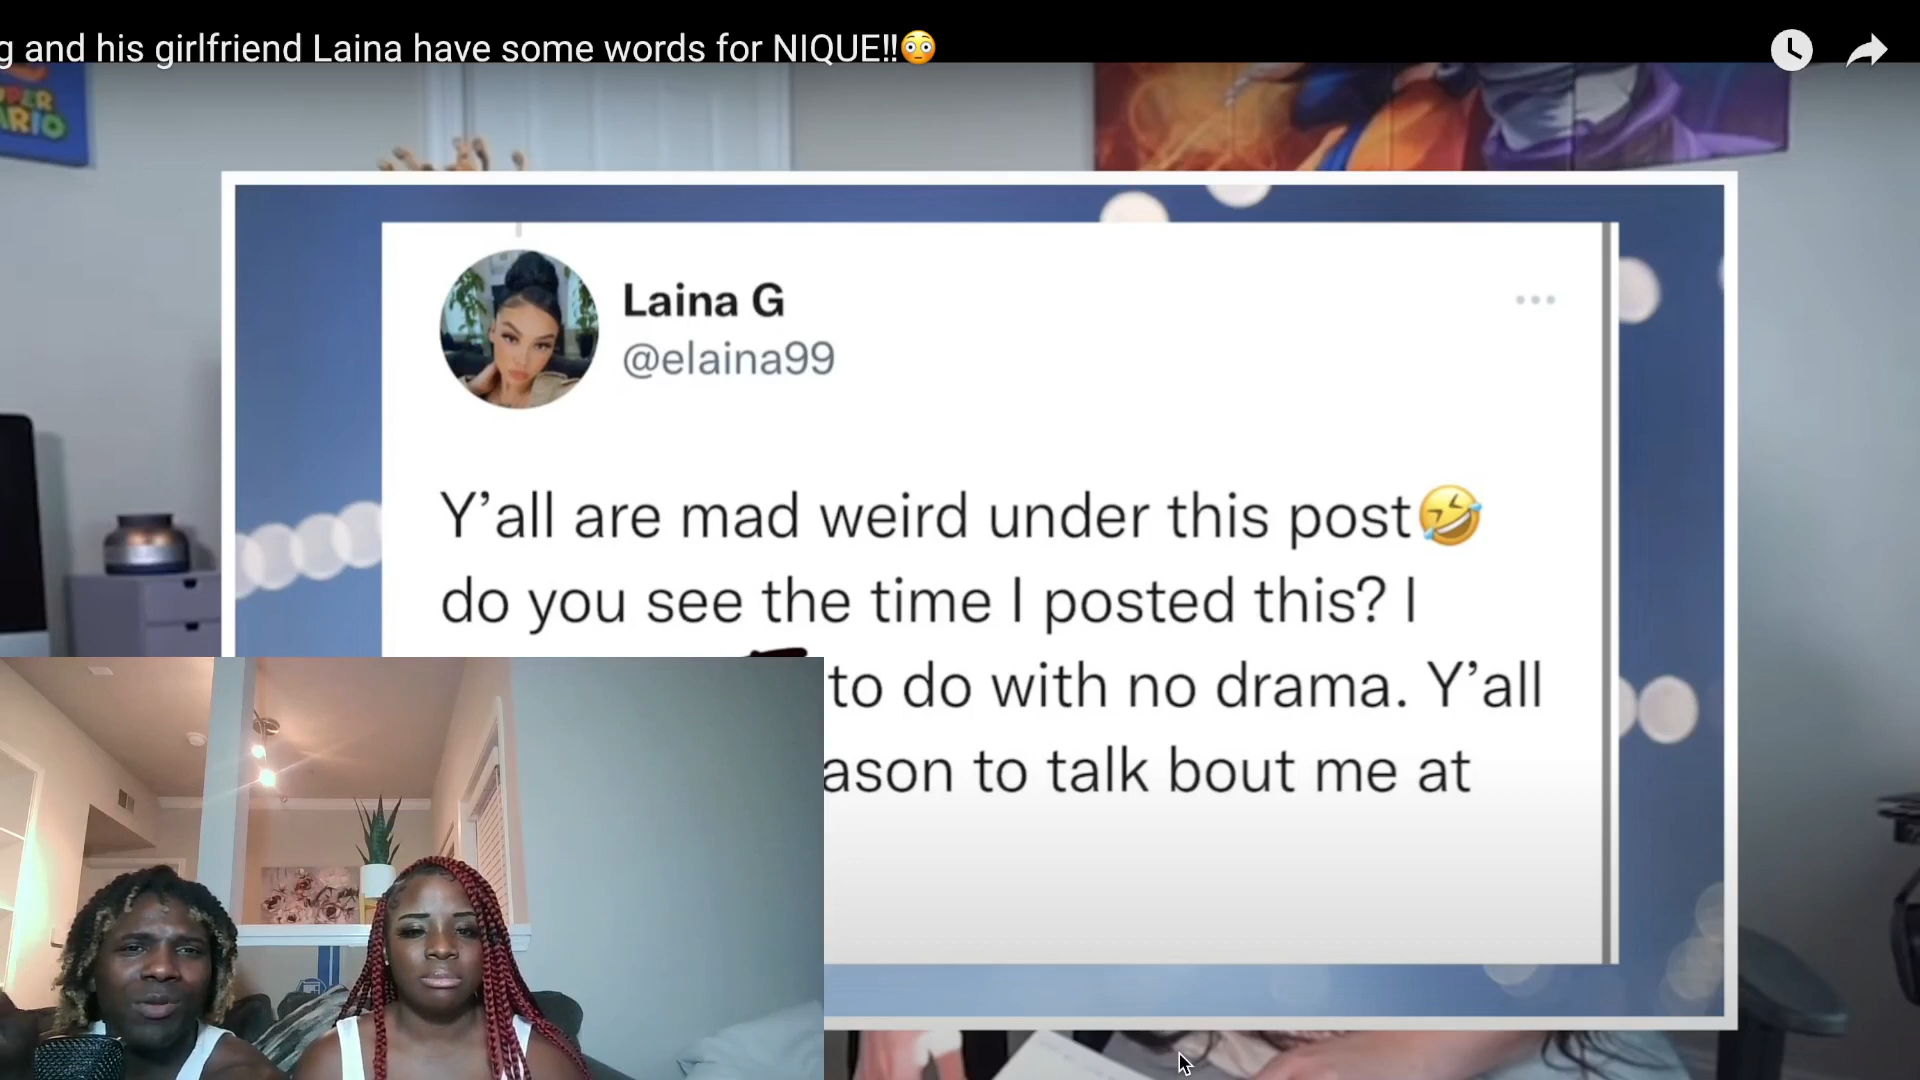 g and his girlfriend Laina have some words for NIQUE!!😳
Laina G
@elaina99
Y’all are mad weird under this post🤣
do you see the time I posted this? I
to do with no drama. Y’all
ason to talk bout me at